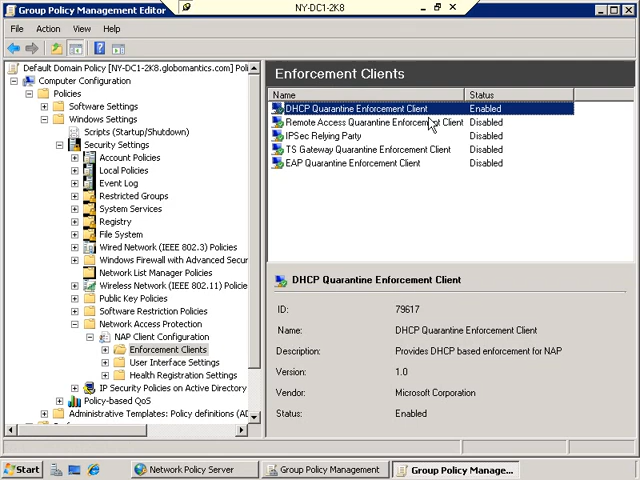 Group Policy Management Editor
NY-DC1-2K8
File Action View Help
Default Domain Policy [NY-DC1-2K8.globomantics.com] Poli
Computer Configuration
Policies
Software Settings
Windows Settings
Scripts (Startup/Shutdown)
Security Settings
Account Policies
Local Policies
Event Log
Restricted Groups
System Services
Registry
File System
Wired Network (IEEE 802.3) Policies
Windows Firewall with Advanced Secur
Network List Manager Policies
Wireless Network (IEEE 802.11) Policies
Public Key Policies
Software Restriction Policies
Network Access Protection
NAP Client Configuration
Enforcement Clients
User Interface Settings
Health Registration Settings
IP Security Policies on Active Directory
Policy-based QoS
Administrative Templates: Policy definitions (AD
Enforcement Clients
Name Status
DHCP Quarantine Enforcement Client Enabled
Remote Access Quarantine Enforcement Client Disabled
IPSec Relying Party Disabled
TS Gateway Quarantine Enforcement Client Disabled
EAP Quarantine Enforcement Client Disabled
DHCP Quarantine Enforcement Client
ID: 79617
Name: DHCP Quarantine Enforcement Client
Description: Provides DHCP based enforcement for NAP
Version: 1.0
Vendor: Microsoft Corporation
Status: Enabled
Start
Network Policy Server
Group Policy Management
Group Policy Manage...